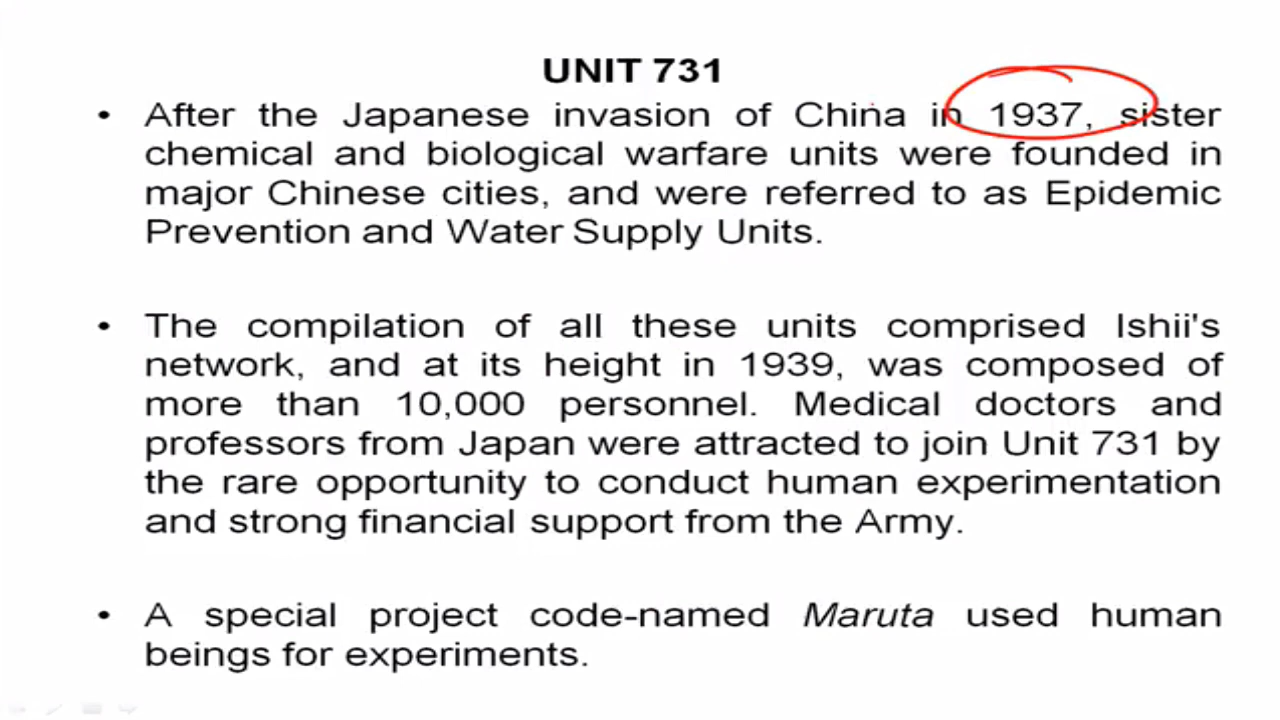 UNIT 731
• After the Japanese invasion of China in 1937, sister
chemical and biological warfare units were founded in
major Chinese cities, and were referred to as Epidemic
Prevention and Water Supply Units.
• The compilation of all these units comprised Ishii's
network, and at its height in 1939, was composed of
more than 10,000 personnel. Medical doctors and
professors from Japan were attracted to join Unit 731 by
the rare opportunity to conduct human experimentation
and strong financial support from the Army.
• A special project code-named Maruta used human
beings for experiments.